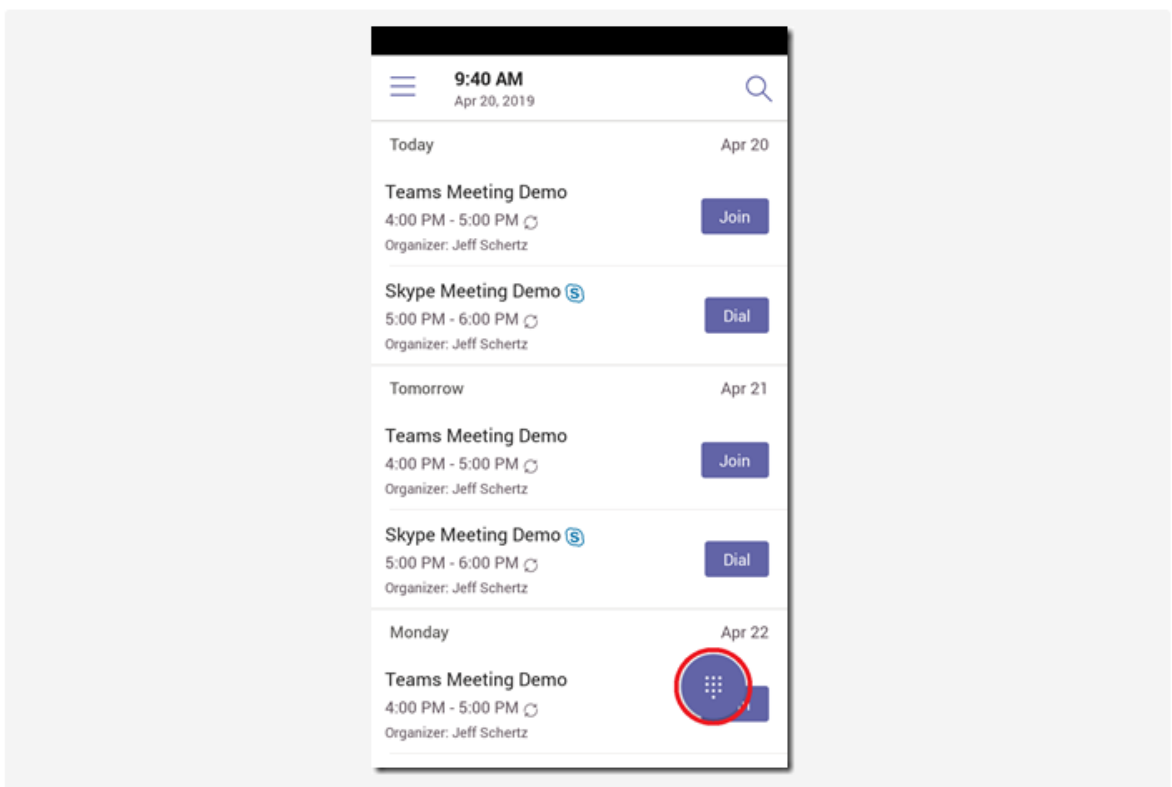 9:40 AM
Apr 20, 2019
Today Apr 20
Teams Meeting Demo
4:00 PM - 5:00 PM
Join
Organizer: Jeff Schertz
Skype Meeting Demo
5:00 PM - 6:00 PM
Dial
Organizer: Jeff Schertz
Tomorrow Apr 21
Teams Meeting Demo
4:00 PM - 5:00 PM
Join
Organizer: Jeff Schertz
Skype Meeting Demo
5:00 PM - 6:00 PM
Dial
Organizer: Jeff Schertz
Monday Apr 22
Teams Meeting Demo
4:00 PM - 5:00 PM
Organizer: Jeff Schertz